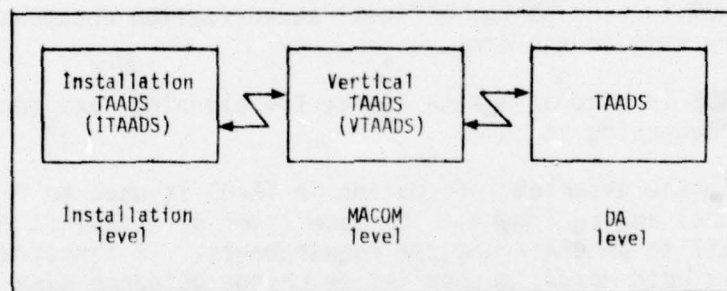 Installation
TAADS
(ITAADS)
Vertical
TAADS
(VTAADS)
TAADS
Installation
level
MACOM
level
DA
level